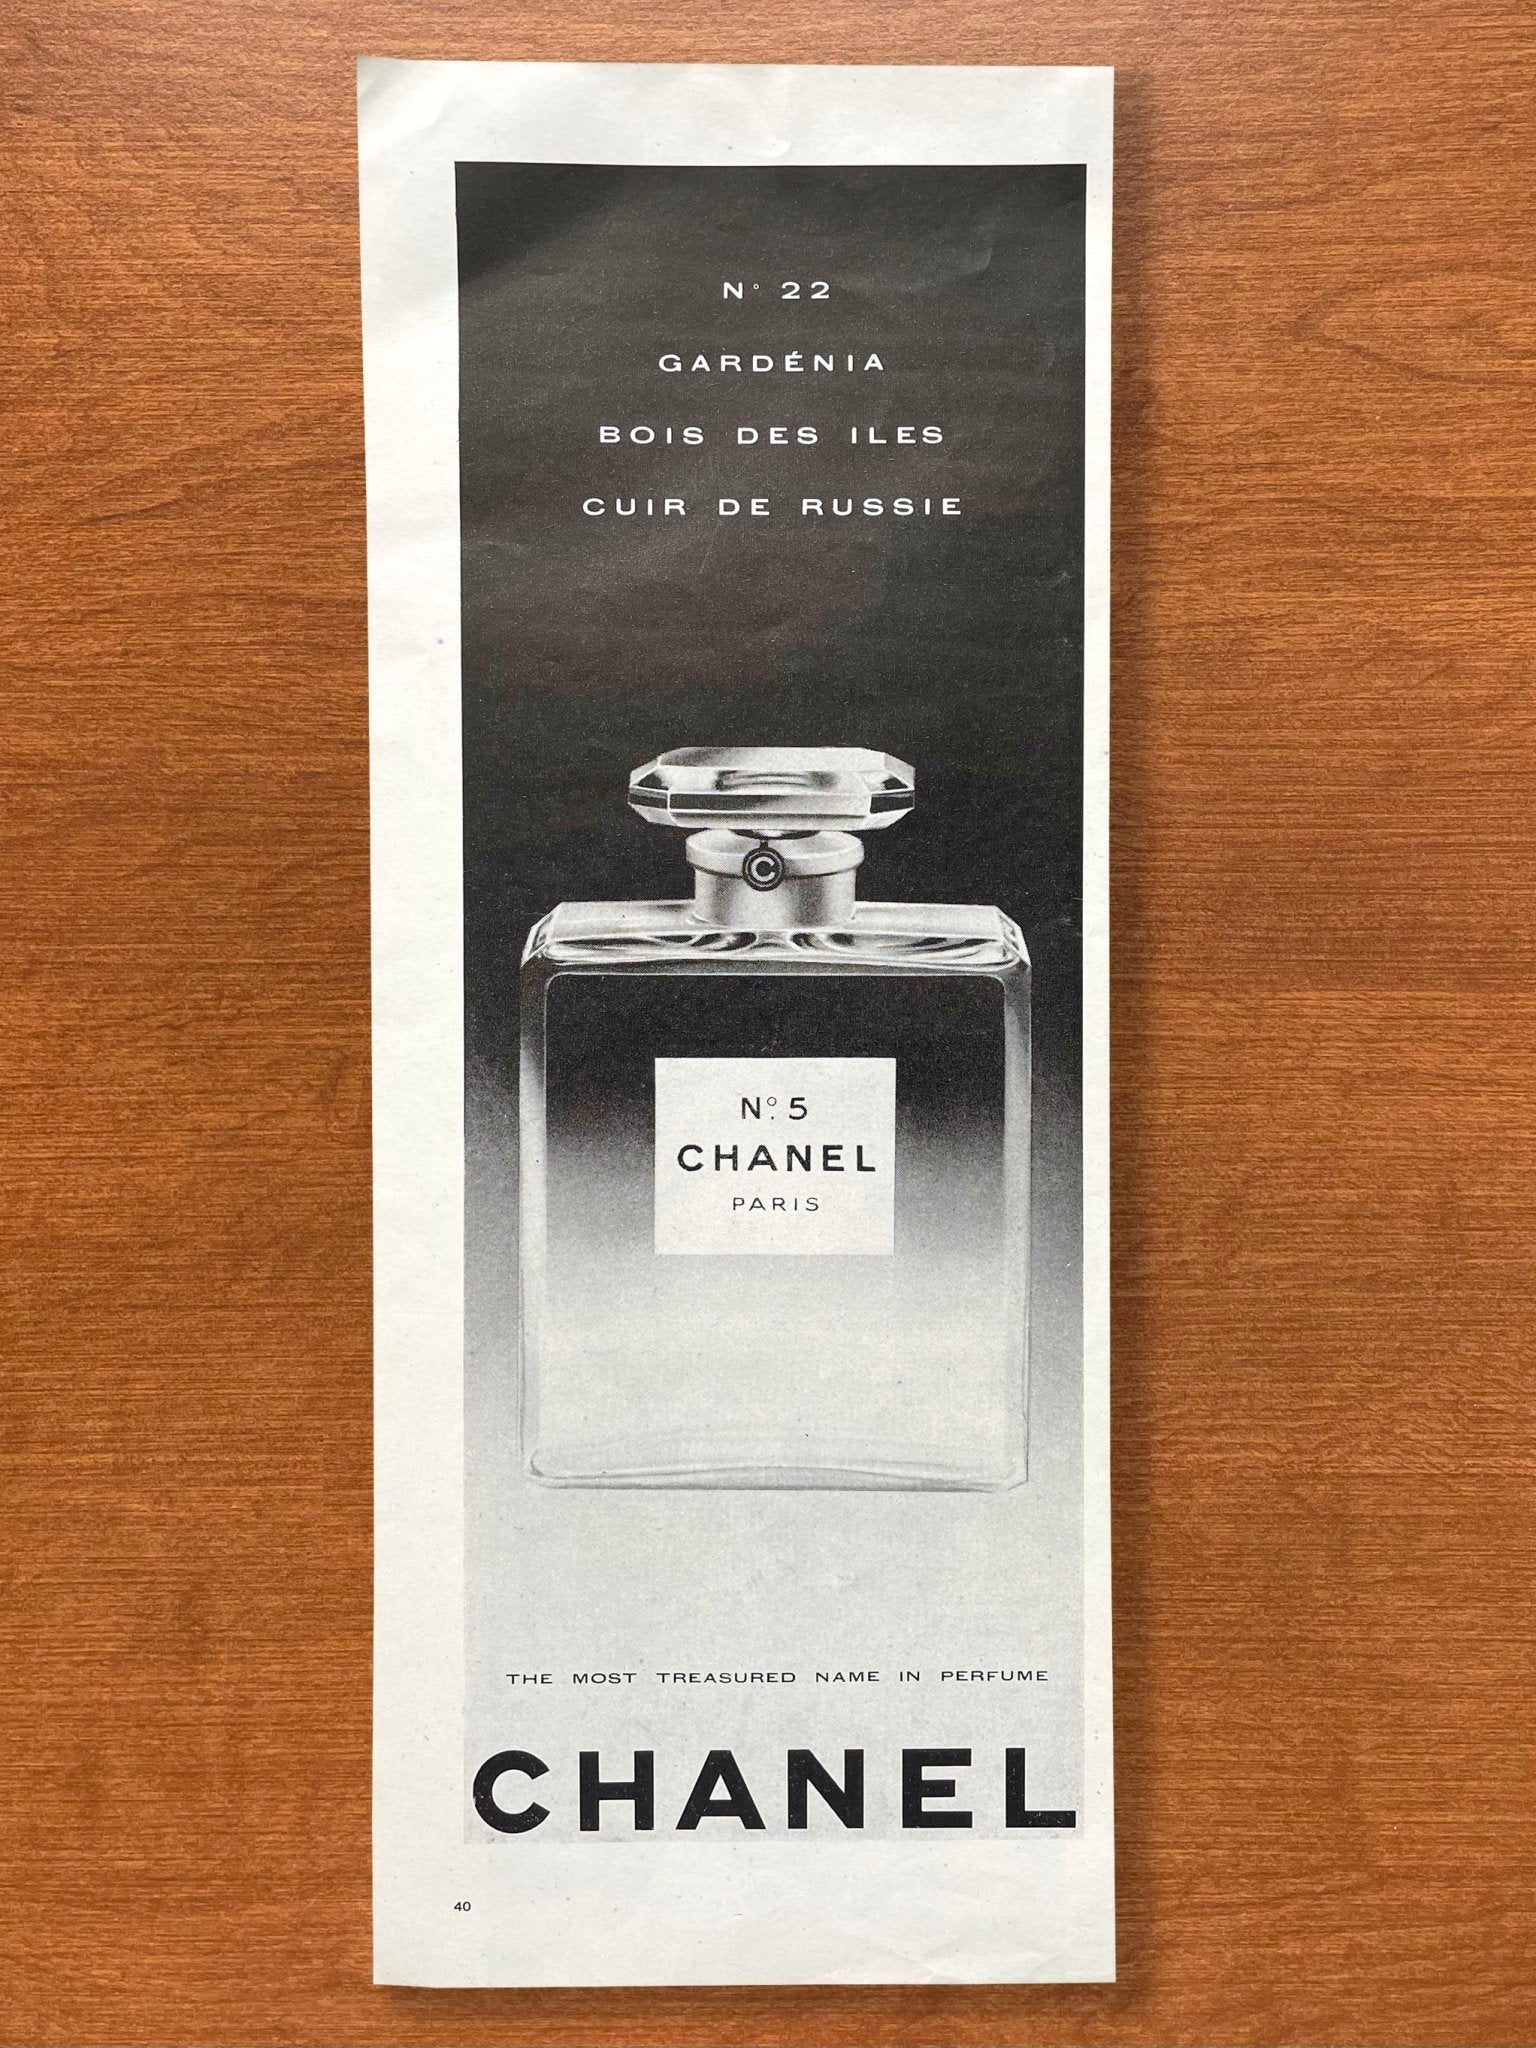 N° 22
GARDÉNIA
BOIS DES ILES
CUIR DE RUSSIE
C
N° 5
CHANEL
PARIS
THE MOST TREASURED NAME IN PERFUME
CHANEL
40